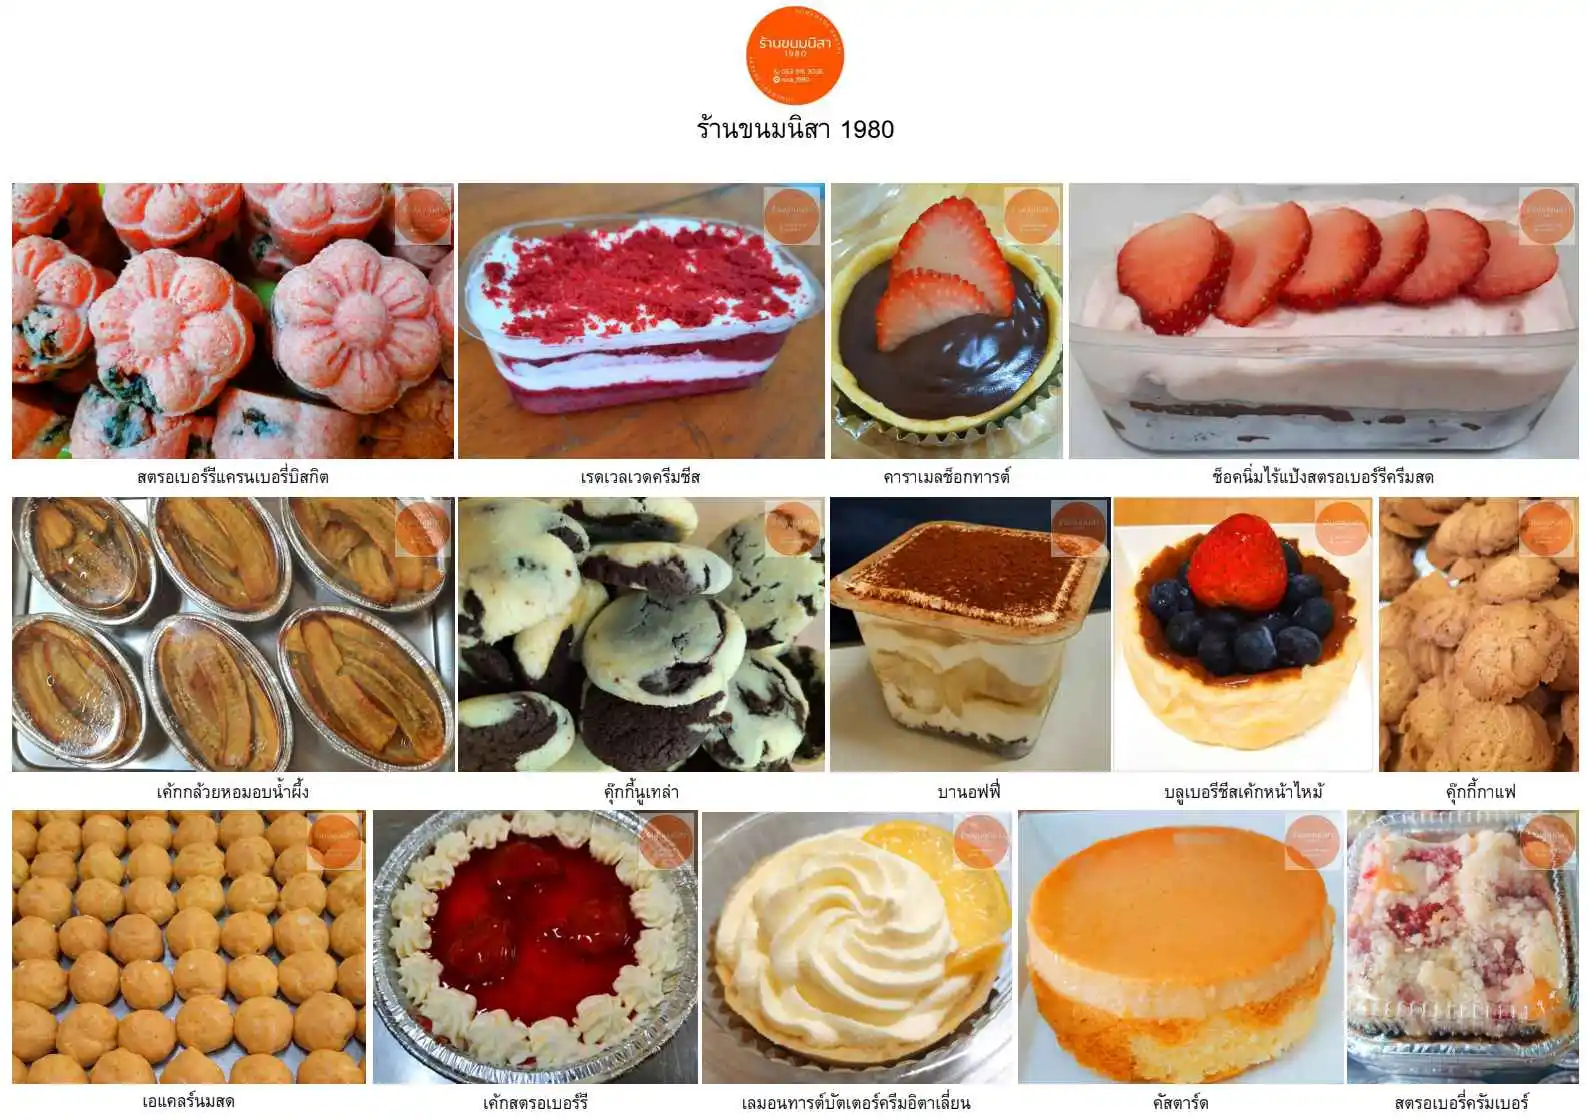 ร้านขนมนิสา
1980
ร้านขนมนิสา 1980
สตรอเบอร์รีแครนเบอรี่บิสกิต
เรดเวลเวดครีมชีส
คาราเมลช็อกทารต์
ช็อคนิ่มไร้แป้งสตรอเบอร์รีครีมสด
เค้กกล้วยหอมอบน้ำผึ้ง
คุ๊กกี้นูเทล่า
บานอฟฟี่
บลูเบอรีชีสเค้กหน้าไหม้
คุ๊กกี้กาแฟ
เอแคลร์นมสด
เค้กสตรอเบอร์รี
เลมอนทารต์บัตเตอร์ครีมอิตาเลี่ยน
คัสตาร์ด
สตรอเบอรี่ครัมเบอร์